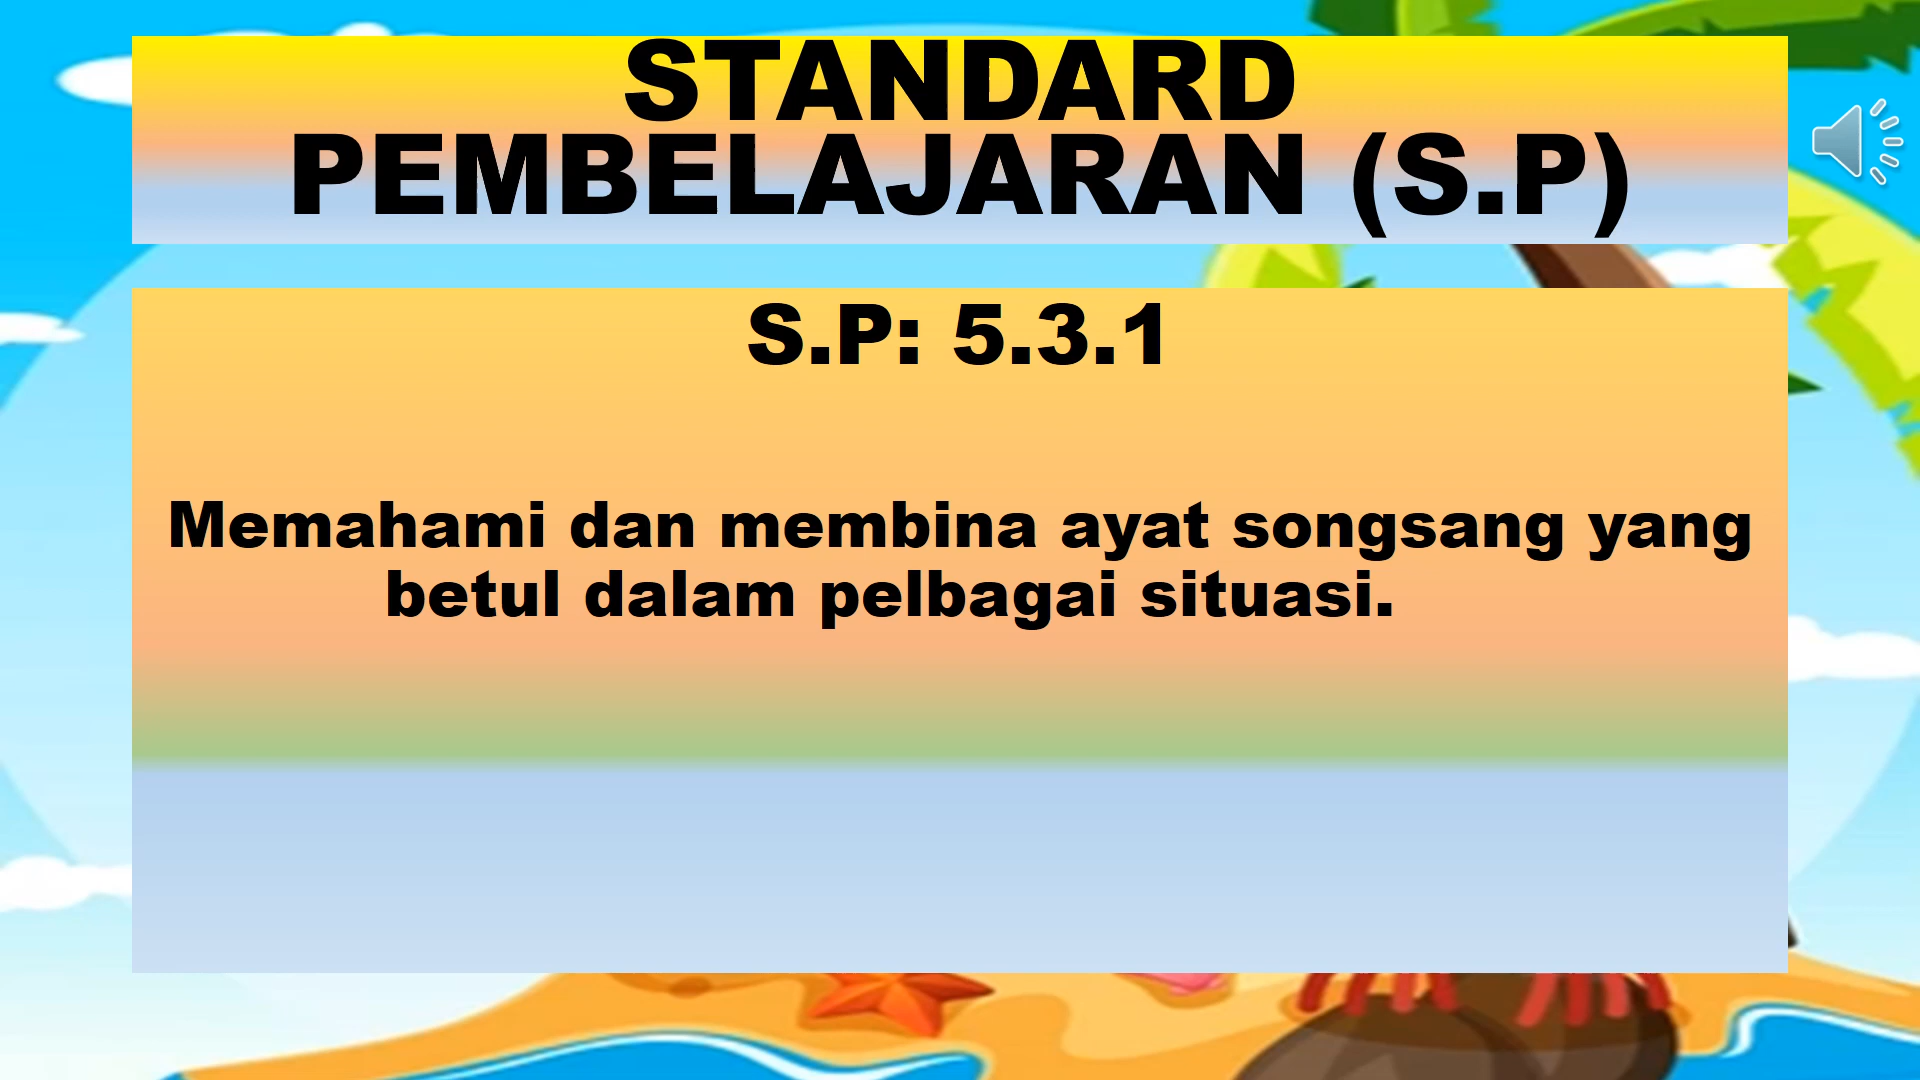 STANDARD
PEMBELAJARAN (S.P)
S.P: 5.3.1
Memahami dan membina ayat songsang yang
betul dalam pelbagai situasi.